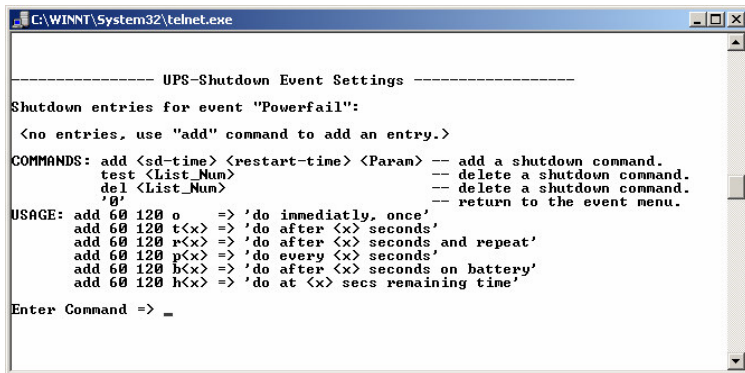 C:\WINNT\System32\telnet.exe
---------------- UPS-Shutdown Event Settings ------------------
Shutdown entries for event "Powerfail":
<no entries, use "add" command to add an entry.>
COMMANDS: add <sd-time> <restart-time> <Param> -- add a shutdown command.
test <List_Num> -- delete a shutdown command.
del <List_Num> -- delete a shutdown command.
'0' -- return to the event menu.
USAGE: add 60 120 o => 'do immediatly, once'
add 60 120 t<x> => 'do after <x> seconds'
add 60 120 r<x> => 'do after <x> seconds and repeat'
add 60 120 p<x> => 'do every <x> seconds'
add 60 120 b<x> => 'do after <x> seconds on battery'
add 60 120 h<x> => 'do at <x> secs remaining time'
Enter Command => _